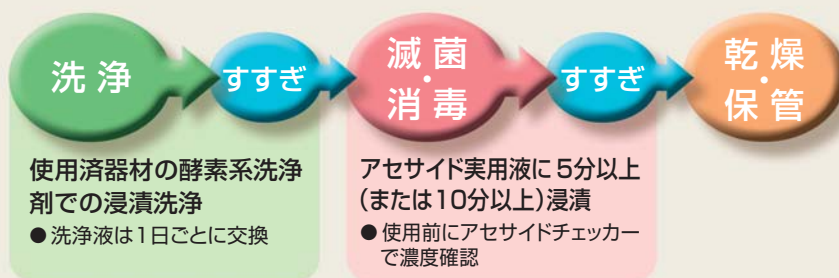 洗浄
すすぎ
滅菌
・
消毒
すすぎ
乾燥
・
保管
使用済器材の酵素系洗浄
剤での浸漬洗浄
●洗浄液は1日ごとに交換
アセサイド実用液に5分以上
(または10分以上)浸漬
●使用前にアセサイドチェッカー
で濃度確認